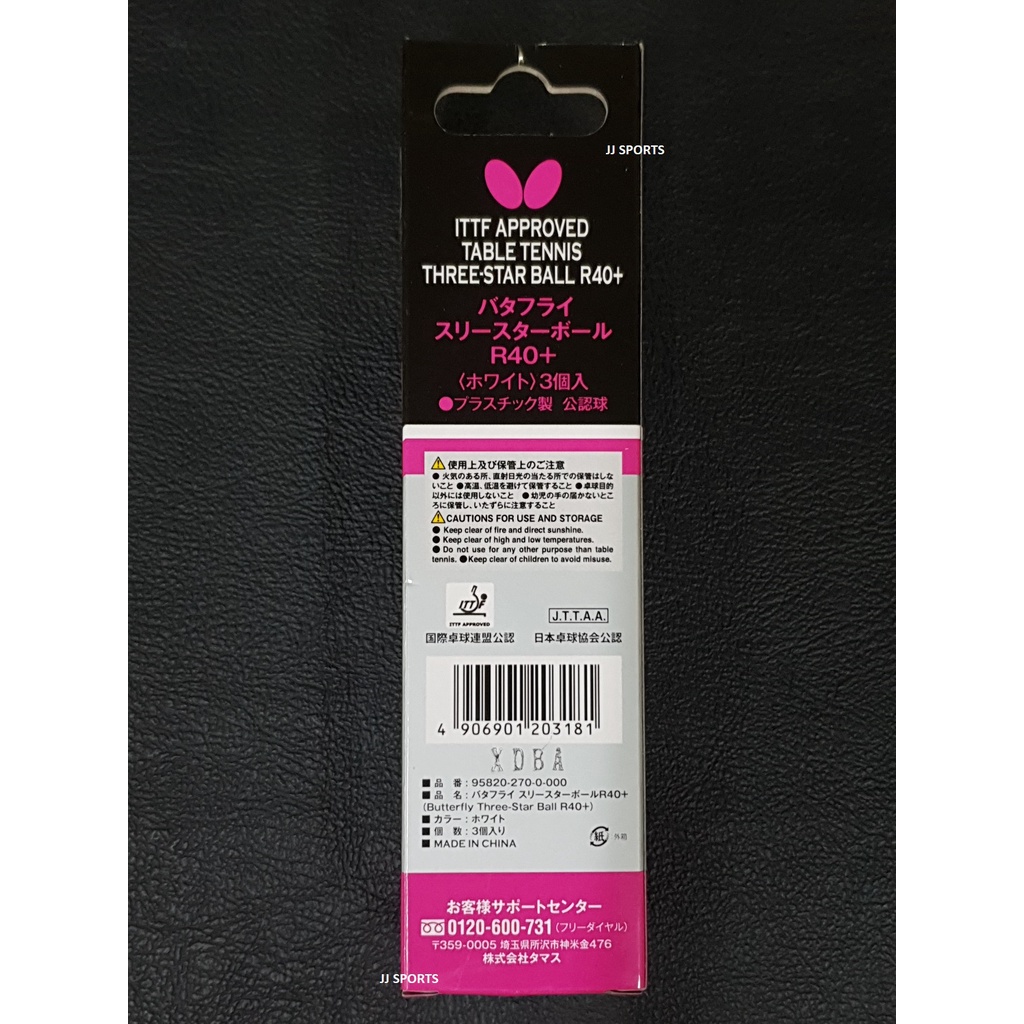 JJ SPORTS
ITTF APPROVED
TABLE TENNIS
THREE-STAR BALL R40+
バタフライ
スリースターボール
R40+
〈ホワイト〉3個入
●プラスチック製 公認球
使用上及び保管上のご注意
● 火気のある所、直射日光の当たる所での保管はしな
いこと ●高温、低温を避けて保管すること ●卓球目的
以外には使用しないこと ●幼児の手の届かないとこ
ろに保管し、いたずらに注意すること
CAUTIONS FOR USE AND STORAGE
● Keep clear of fire and direct sunshine.
● Keep clear of high and low temperatures.
● Do not use for any other purpose than table
tennis. ●Keep clear of children to avoid misuse.
ITTF
ITTF APPROVED
J.T.T.A.A.
国際卓球連盟公認 日本卓球協会公認
4 906901 203181
XDBA
■ 品 番 : 95820-270-0-000
■ 品 名 : バタフライ スリースターボールR40+
(Butterfly Three-Star Ball R40+)
■ カラー : ホワイト
■ 個 数 : 3個入り
■ MADE IN CHINA
紙 外箱
お客様サポートセンター
0120-600-731 (フリーダイヤル)
〒359-0005 埼玉県所沢市神米金476
株式会社タマス
JJ SPORTS